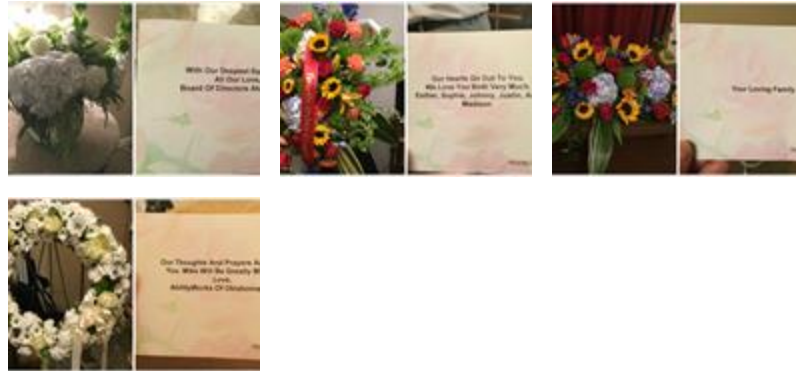 With Our Deepest
All Our Love,
Board Of Directors
Our Hearts Go Out To You.
We Love You Both Very Much.
Esther, Sophie, Johnny, Justin,
Madison
Your Loving Family
Our Thoughts And Prayers
You. Mike Will Be Greatly
Love,
AbilityWorks Of Oklahoma